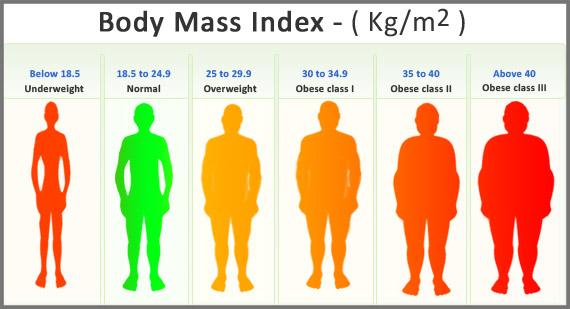 Body Mass Index - ( Kg/m2 )
Below 18.5
Underweight
18.5 to 24.9
Normal
25 to 29.9
Overweight
30 to 34.9
Obese class I
35 to 40
Obese class II
Above 40
Obese class III